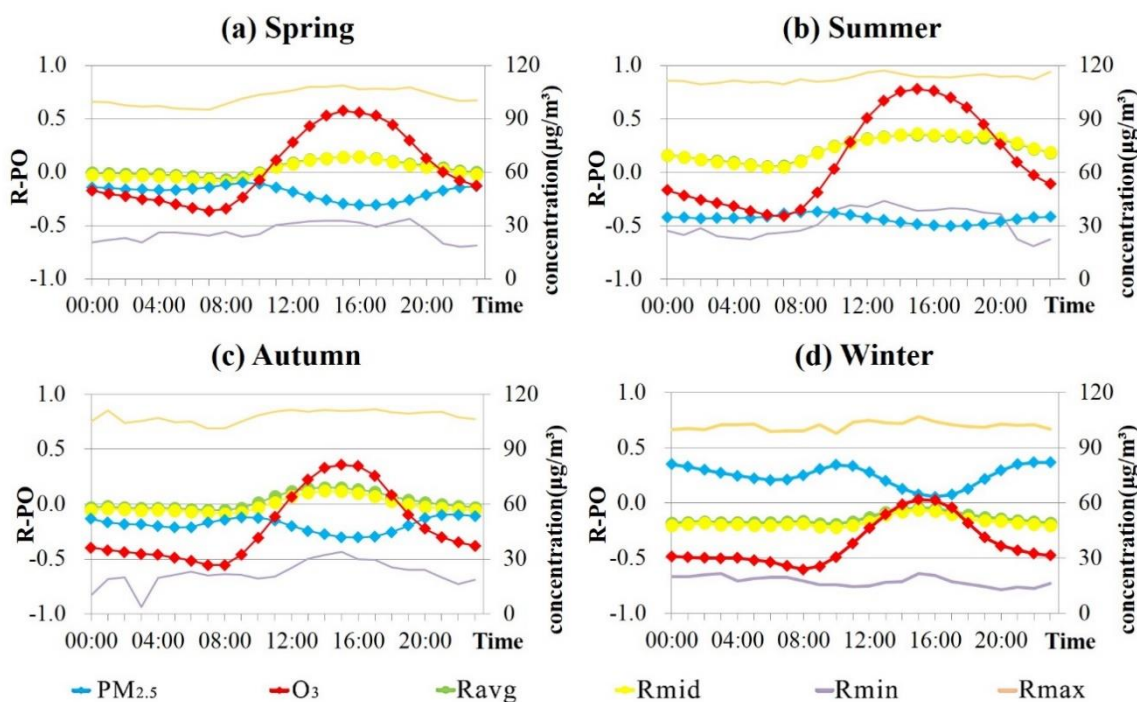 (a) Spring
(b) Summer
R-PO
1.0
0.5
0.0
-0.5
-1.0
120
90
60
30
0
concentration(μg/m³)
00:00 04:00 08:00 12:00 16:00 20:00 Time
R-PO
1.0
0.5
0.0
-0.5
-1.0
120
90
60
30
0
concentration(μg/m³)
00:00 04:00 08:00 12:00 16:00 20:00 Time
(c) Autumn
(d) Winter
R-PO
1.0
0.5
0.0
-0.5
-1.0
120
90
60
30
0
concentration(μg/m³)
00:00 04:00 08:00 12:00 16:00 20:00 Time
R-PO
1.0
0.5
0.0
-0.5
-1.0
120
90
60
30
0
concentration(μg/m³)
00:00 04:00 08:00 12:00 16:00 20:00 Time
PM2.5 O3 Ravg Rmid Rmin Rmax